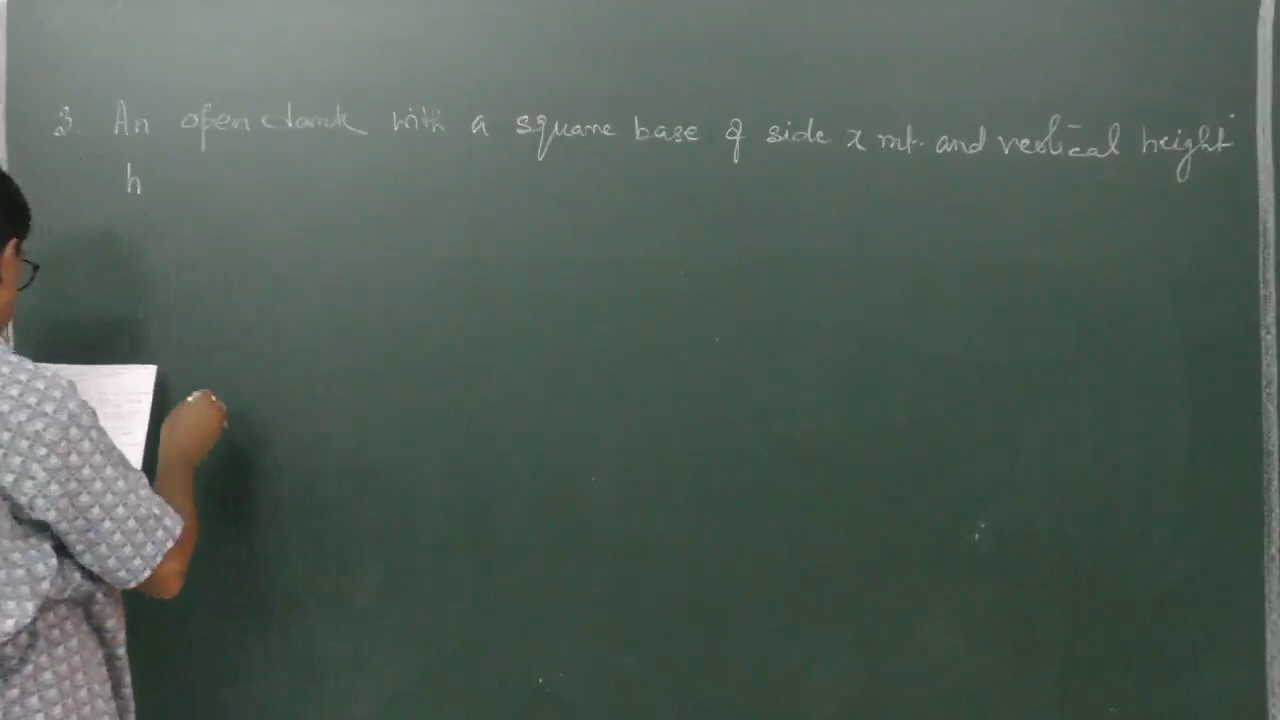 3. An open tank with a square base of side x mt. and vertical height
h